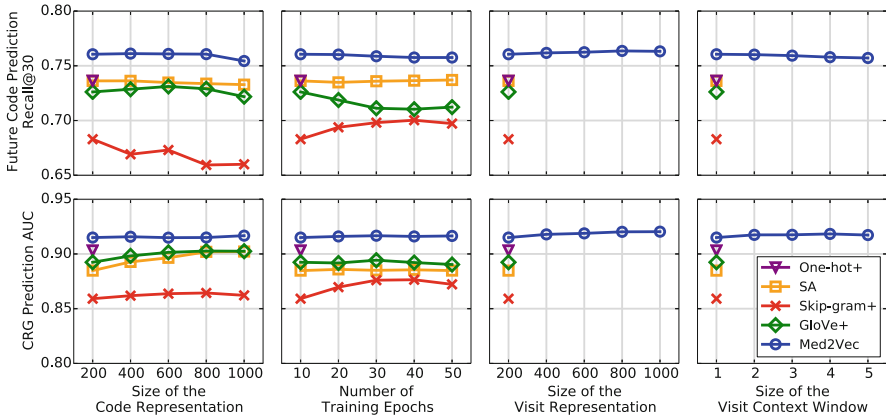 Future Code Prediction
Recall@30
0.80
0.75
0.70
0.65
CRG Prediction AUC
0.95
0.90
0.85
0.80
200 400 600 800 1000
Size of the
Code Representation
10 20 30 40 50
Number of
Training Epochs
200 400 600 800 1000
Size of the
Visit Representation
1 2 3 4 5
Size of the
Visit Context Window
One-hot+
SA
Skip-gram+
GloVe+
Med2Vec